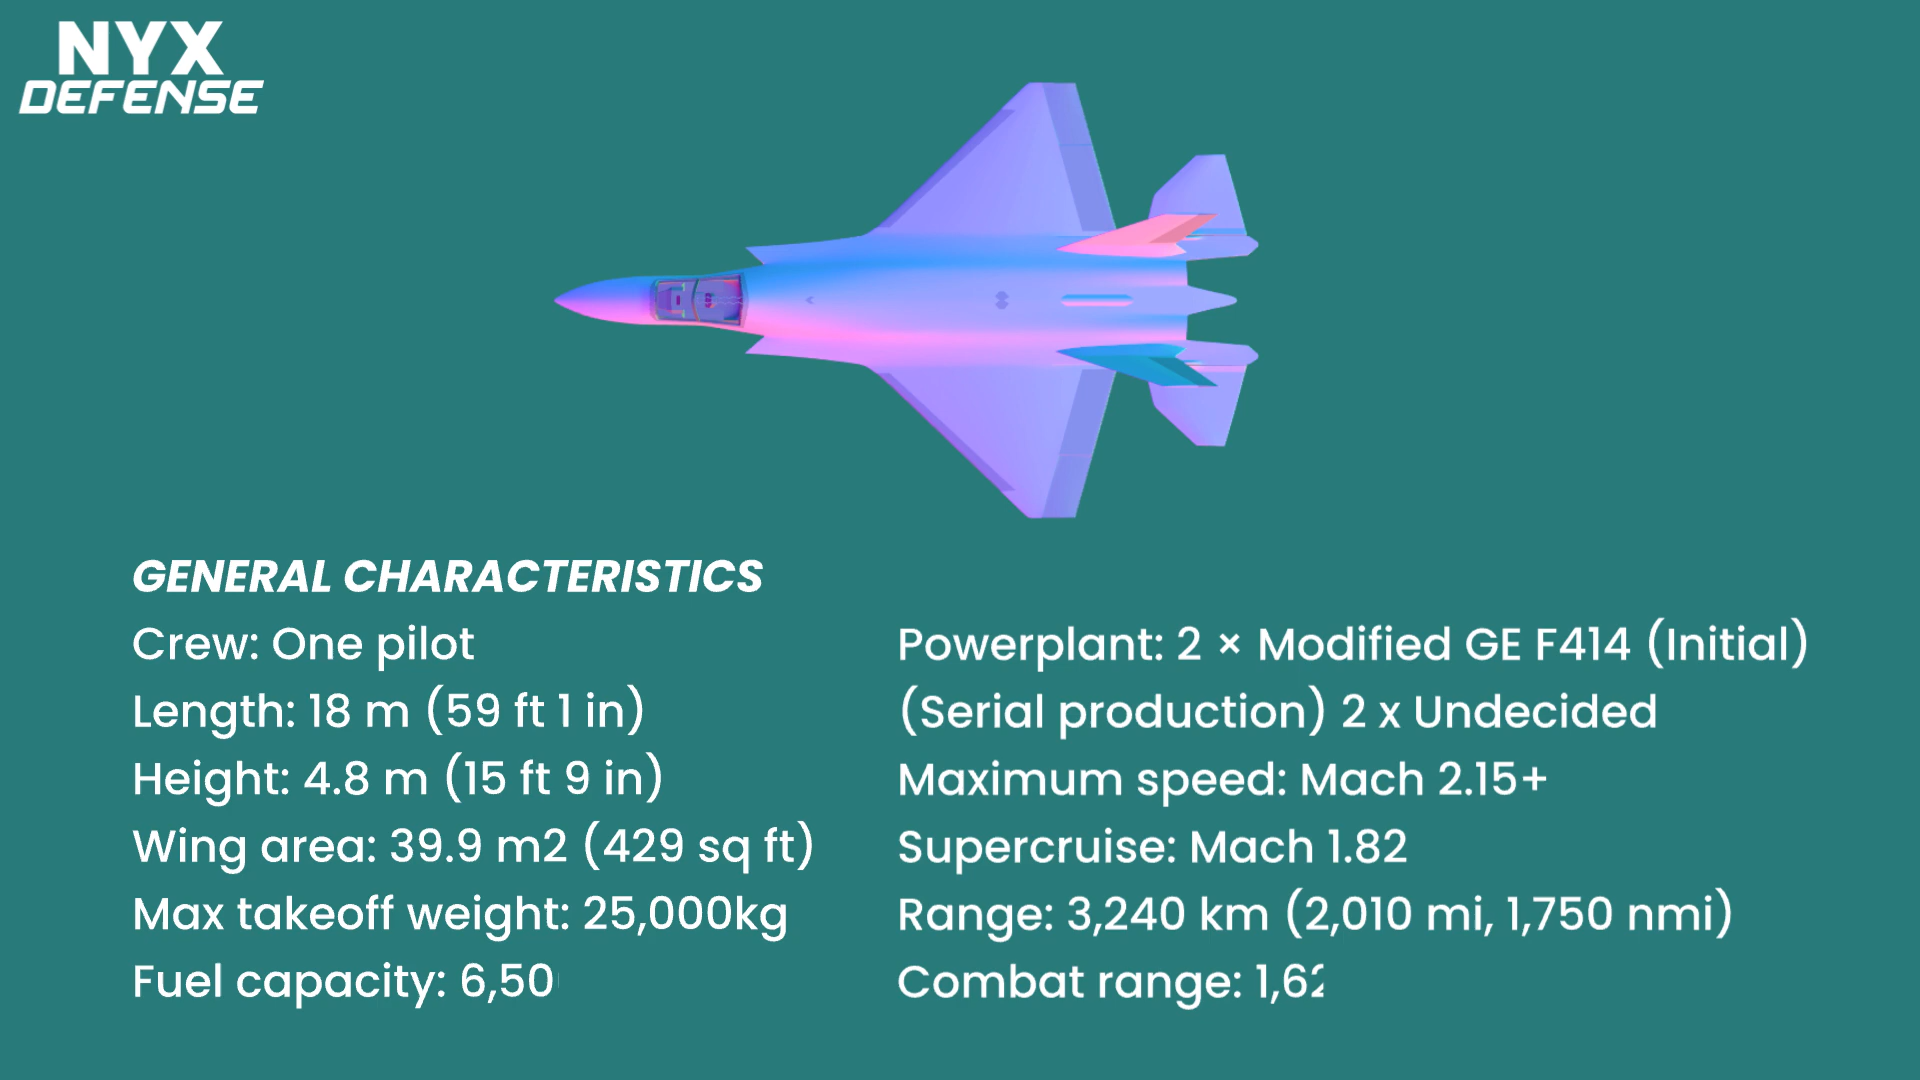 NYX
DEFENSE
GENERAL CHARACTERISTICS
Crew: One pilot
Length: 18 m (59 ft 1 in)
Height: 4.8 m (15 ft 9 in)
Wing area: 39.9 m2 (429 sq ft)
Max takeoff weight: 25,000kg
Fuel capacity: 6,50
Powerplant: 2 × Modified GE F414 (Initial)
(Serial production) 2 x Undecided
Maximum speed: Mach 2.15+
Supercruise: Mach 1.82
Range: 3,240 km (2,010 mi, 1,750 nmi)
Combat range: 1,62